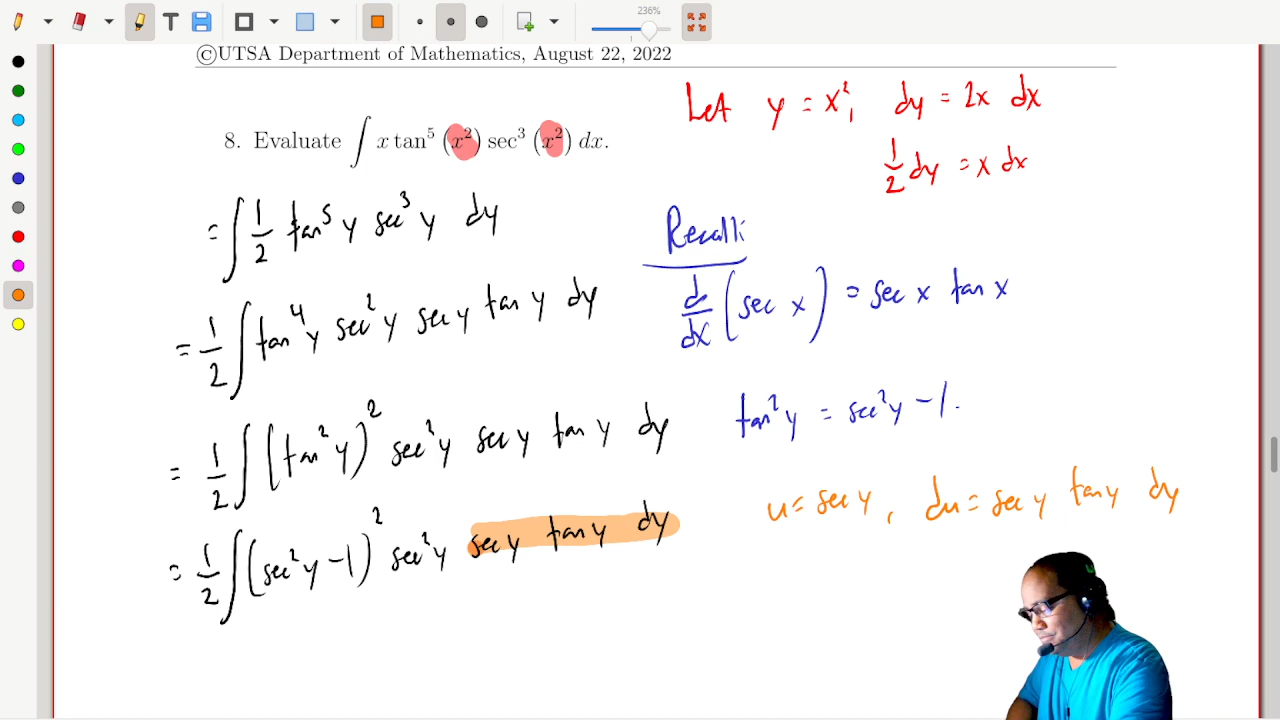 236%
©UTSA Department of Mathematics, August 22, 2022
Let y = x², dy = 2x dx
8. Evaluate ∫ x tan⁵ (x²) sec³ (x²) dx.
1/2 dy = x dx
= ∫ 1/2 tan⁵ y sec³ y dy
Recall:
d/dx (sec x) = sec x tan x
= 1/2 ∫ tan⁴ y sec² y sec y tan y dy
tan² y = sec² y - 1.
= 1/2 ∫ (tan² y)² sec² y sec y tan y dy
u = sec y, du = sec y tan y dy
= 1/2 ∫ (sec² y - 1)² sec² y sec y tan y dy